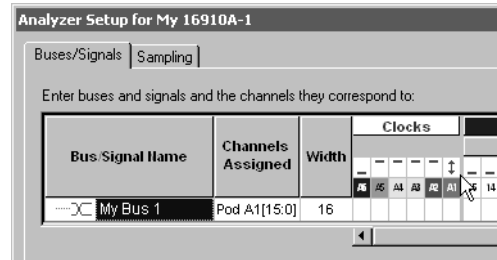 Analyzer Setup for My 16910A-1
Buses/Signals
Sampling
Enter buses and signals and the channels they correspond to:
Bus/Signal Name
Channels Assigned
Width
Clocks
A6 A5 A4 A3 A2 A1 14
My Bus 1
Pod A1[15:0]
16